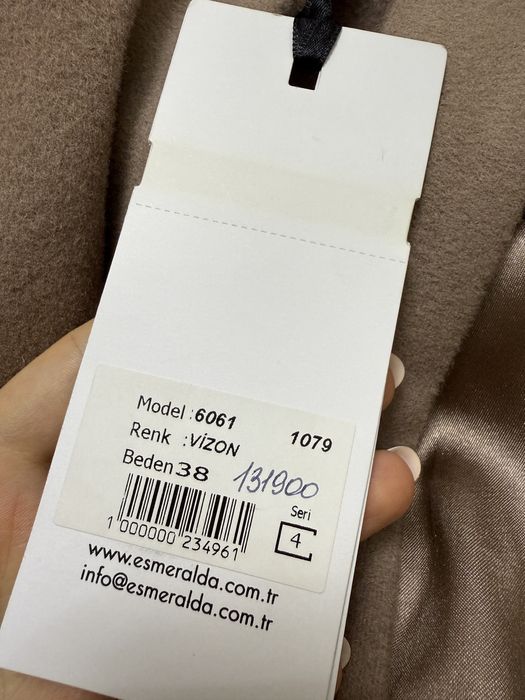 Model :6061 1079
Renk :VİZON
Beden 38 131900
Seri
4
1 000000 234961
www.esmeralda.com.tr
info@esmeralda.com.tr